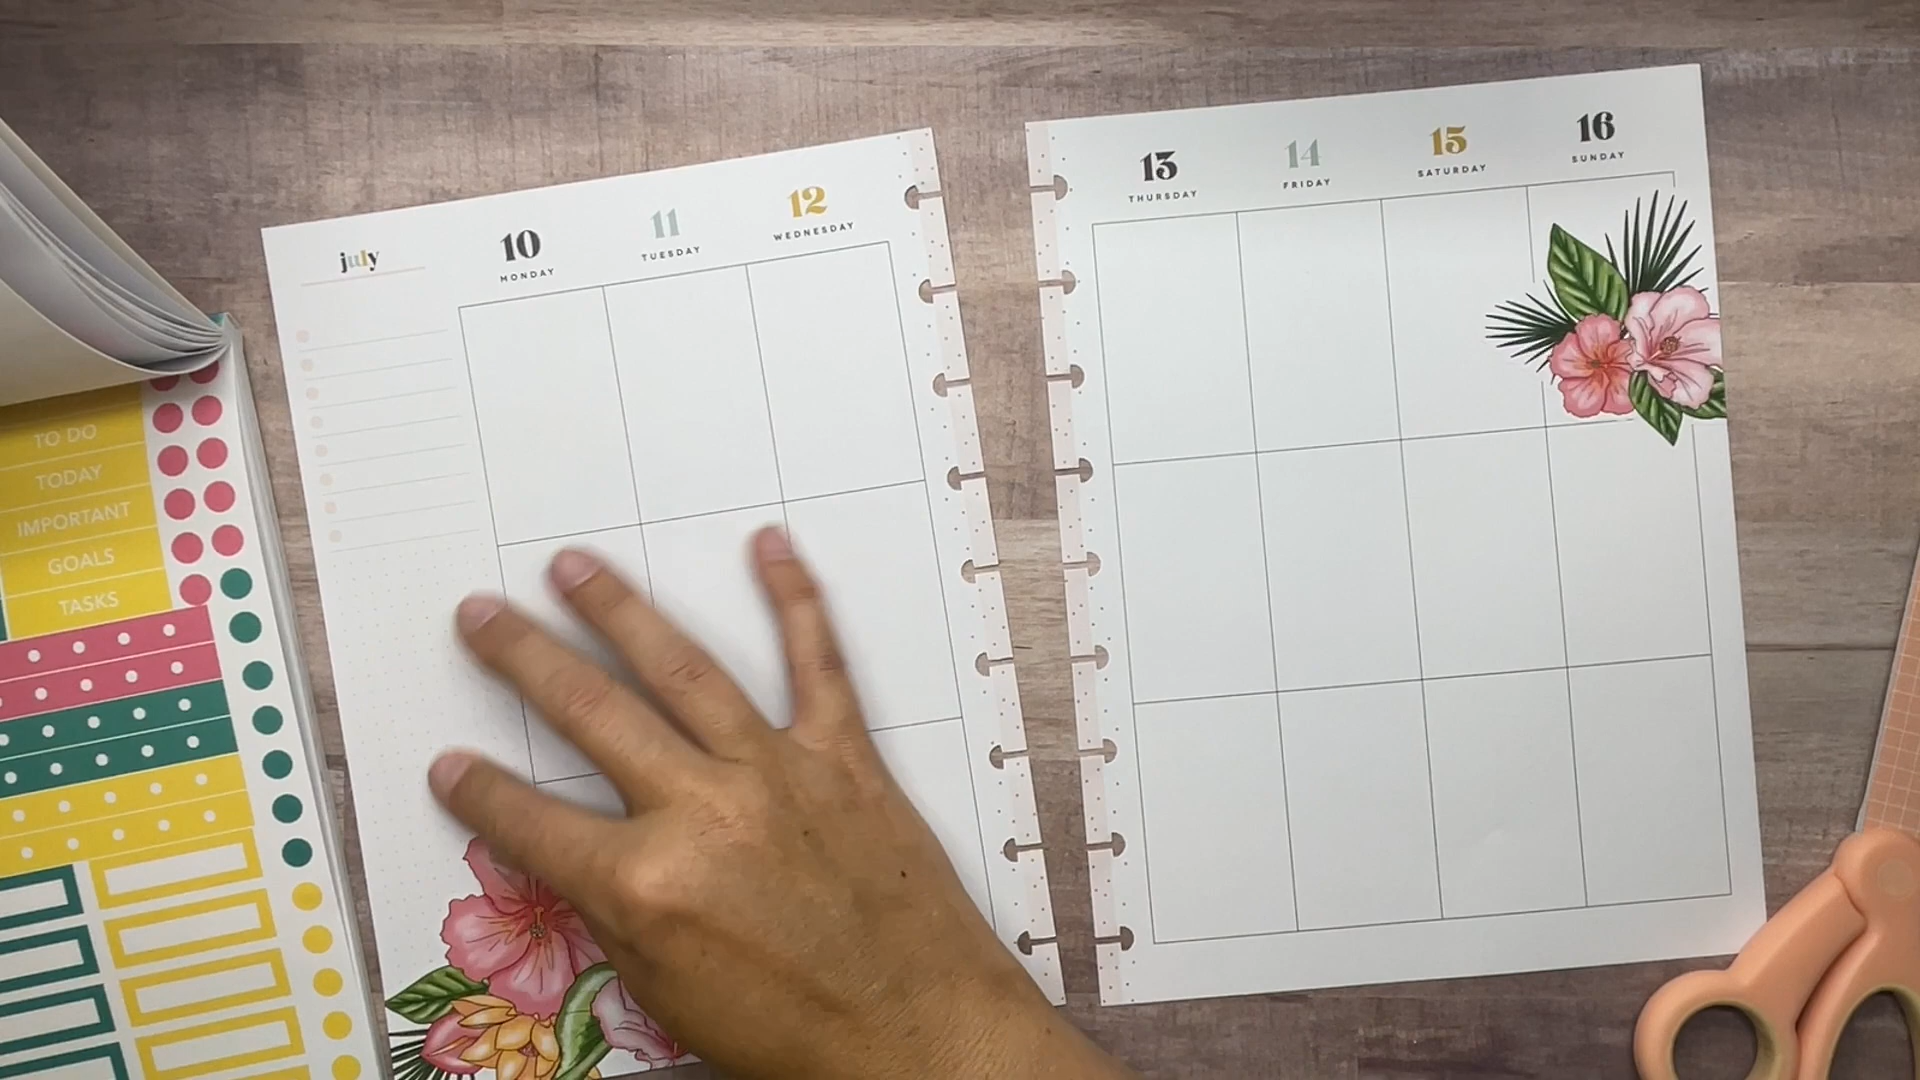 july
10
MONDAY
11
TUESDAY
12
WEDNESDAY
13
THURSDAY
14
FRIDAY
15
SATURDAY
16
SUNDAY
TO DO
TODAY
IMPORTANT
GOALS
TASKS